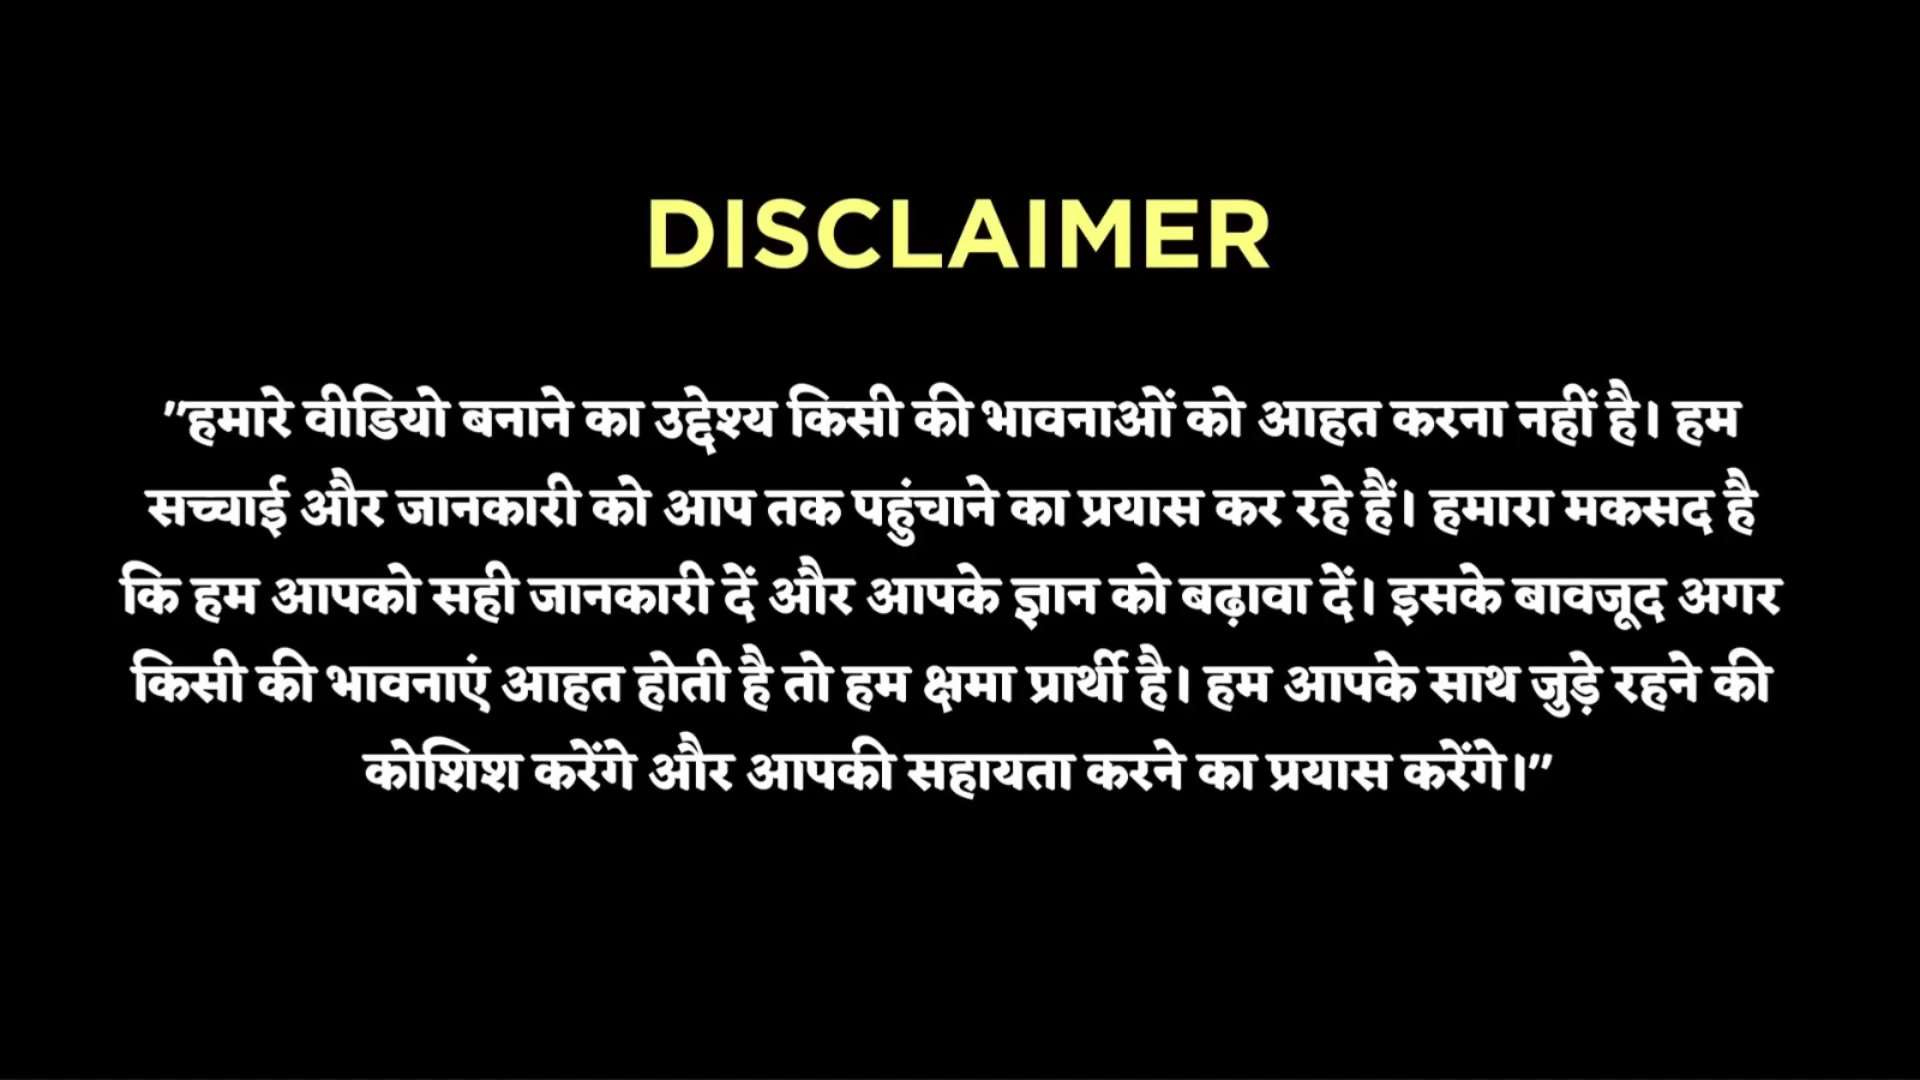 DISCLAIMER
"हमारे वीडियो बनाने का उद्देश्य किसी की भावनाओं को आहत करना नहीं है। हम
सच्चाई और जानकारी को आप तक पहुंचाने का प्रयास कर रहे हैं। हमारा मकसद है
कि हम आपको सही जानकारी दें और आपके ज्ञान को बढ़ावा दें। इसके बावजूद अगर
किसी की भावनाएं आहत होती है तो हम क्षमा प्रार्थी है। हम आपके साथ जुड़े रहने की
कोशिश करेंगे और आपकी सहायता करने का प्रयास करेंगे।"